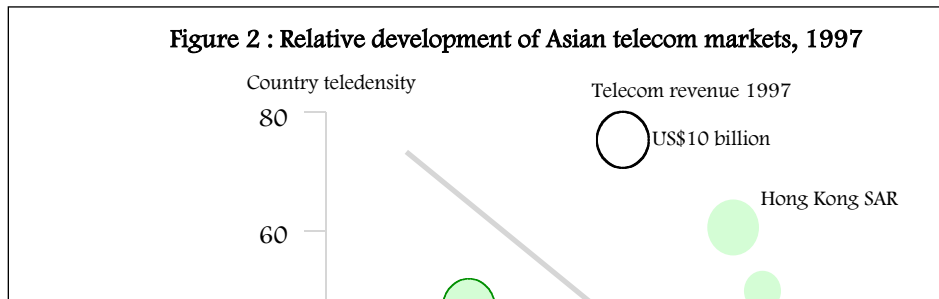 Figure 2 : Relative development of Asian telecom markets, 1997
Country teledensity
Telecom revenue 1997
80
US$10 billion
Hong Kong SAR
60